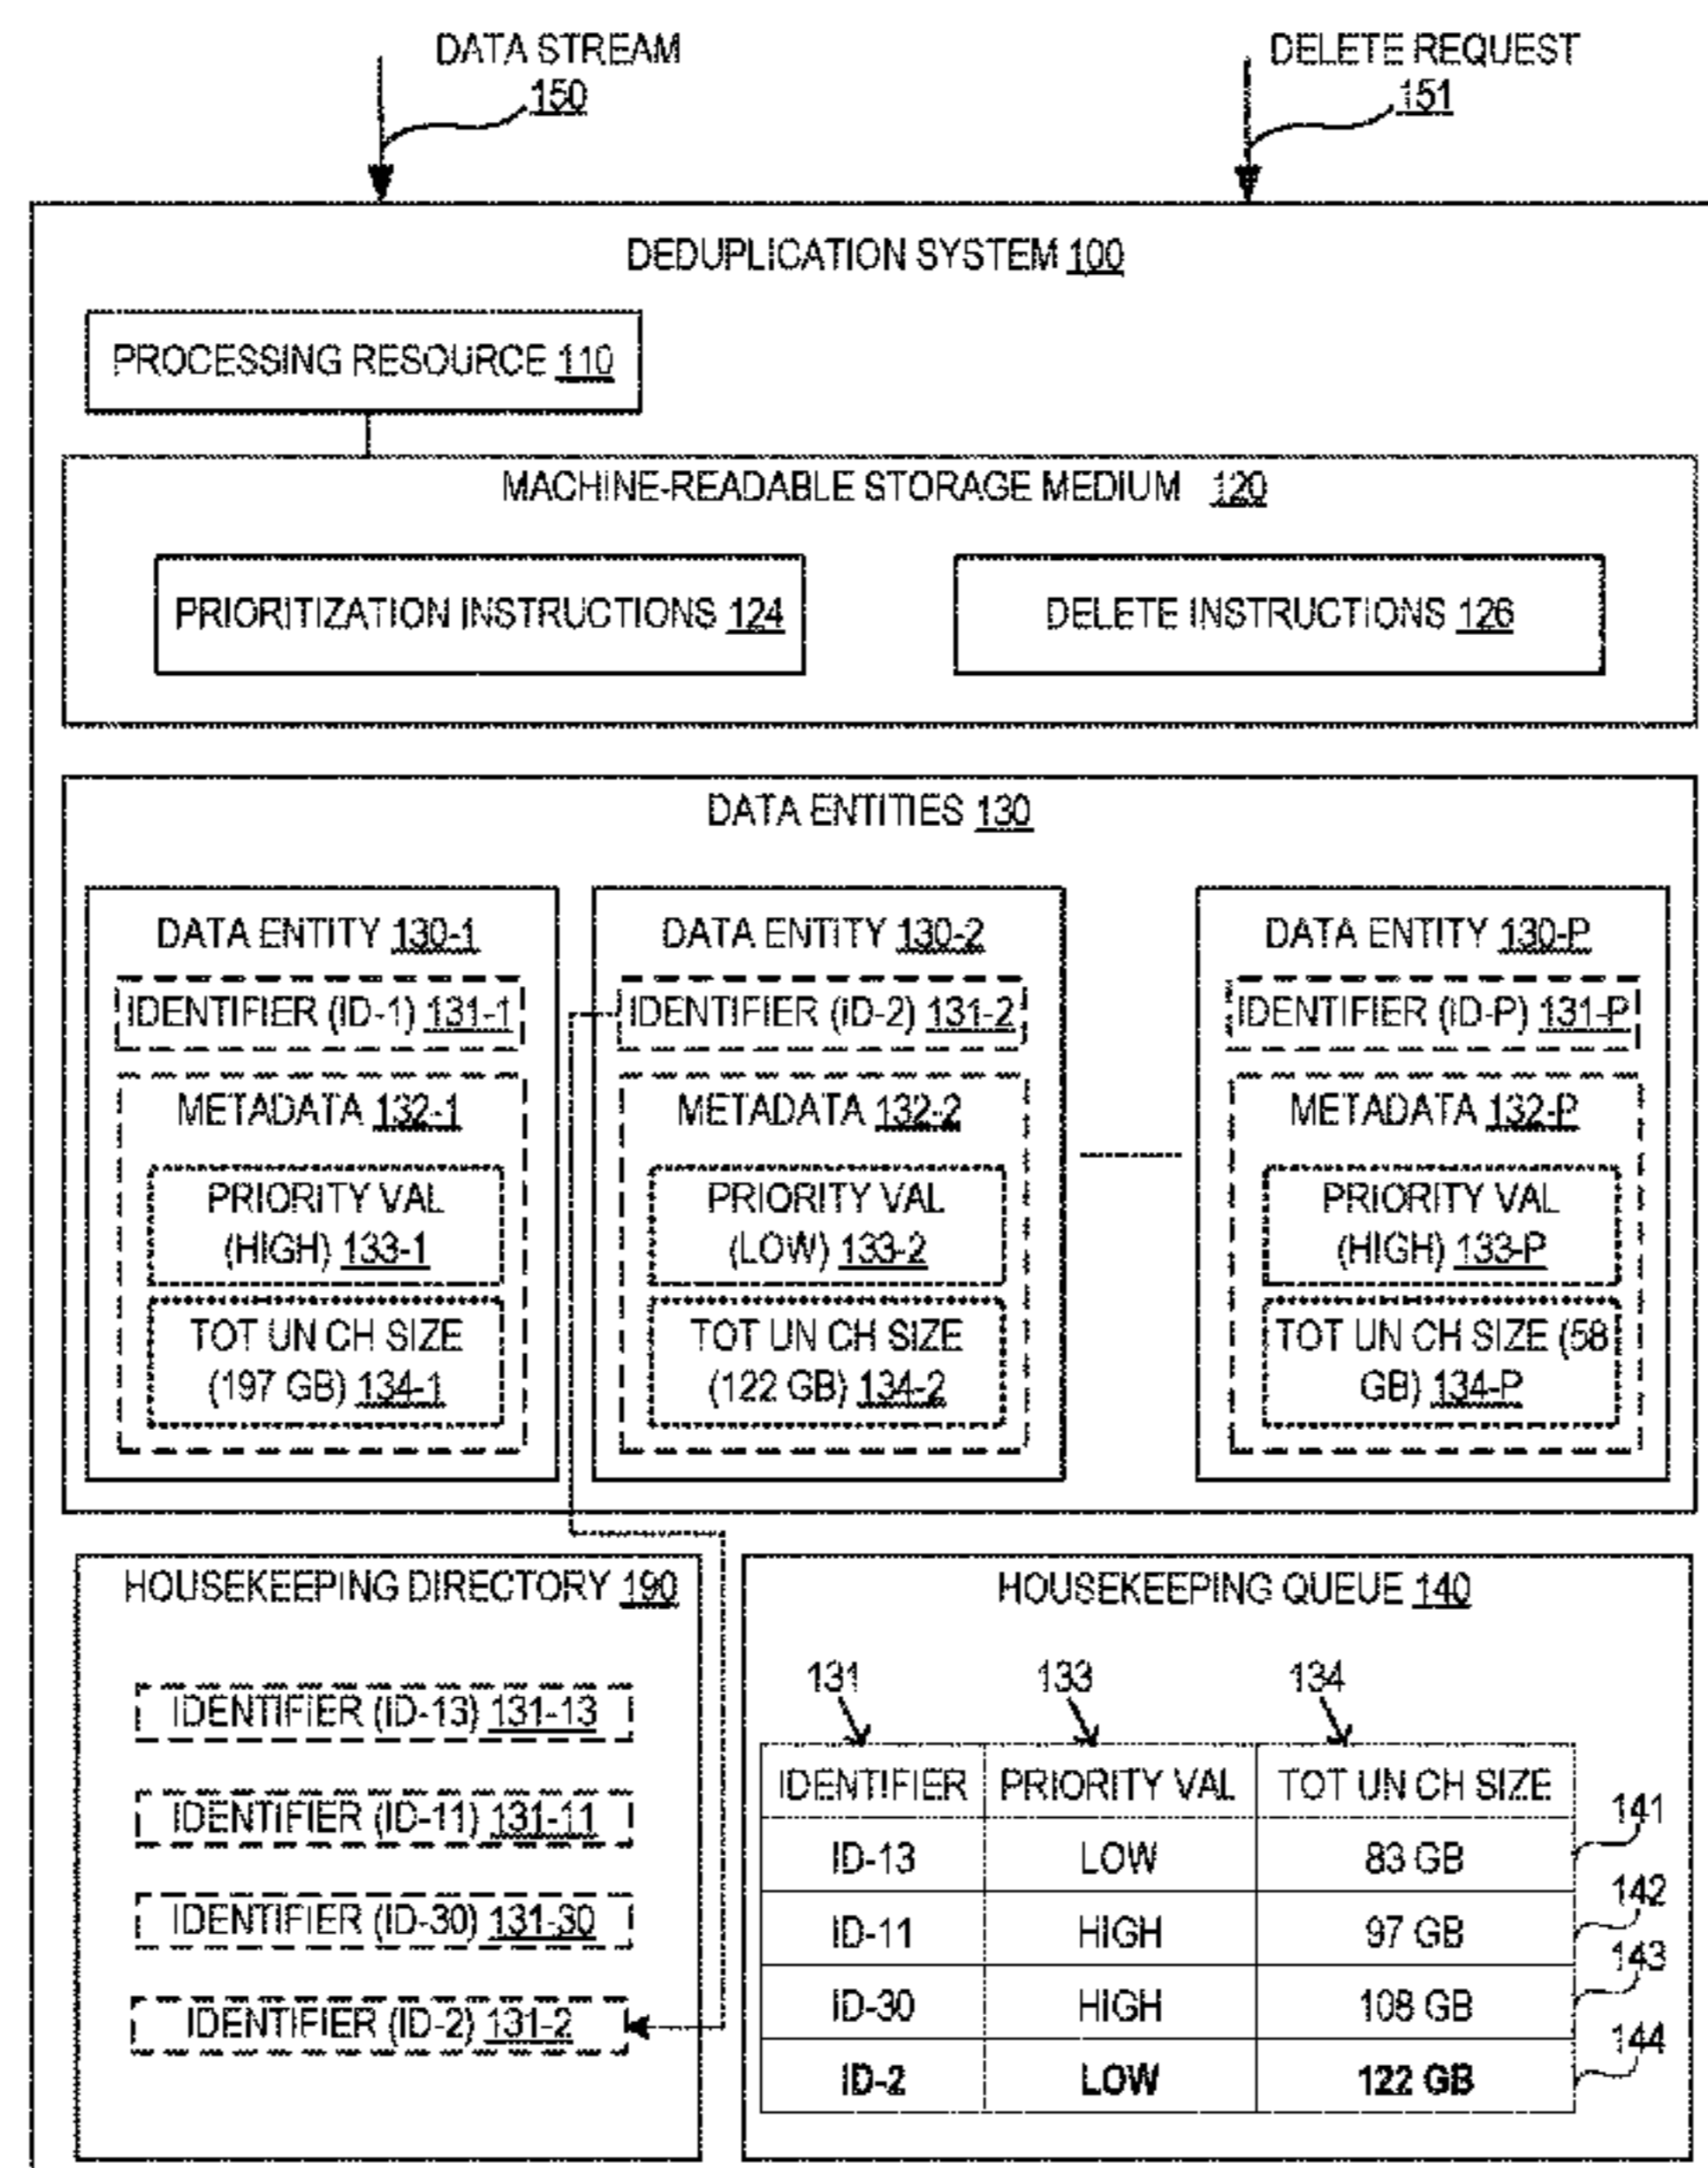 DATA STREAM
150
DELETE REQUEST
151
DEDUPLICATION SYSTEM 100
PROCESSING RESOURCE 110
MACHINE-READABLE STORAGE MEDIUM 120
PRIORITIZATION INSTRUCTIONS 124
DELETE INSTRUCTIONS 126
DATA ENTITIES 130
DATA ENTITY 130-1
IDENTIFIER (ID-1) 131-1
METADATA 132-1
PRIORITY VAL
(HIGH) 133-1
TOT UN CH SIZE
(197 GB) 134-1
DATA ENTITY 130-2
IDENTIFIER (ID-2) 131-2
METADATA 132-2
PRIORITY VAL
(LOW) 133-2
TOT UN CH SIZE
(122 GB) 134-2
DATA ENTITY 130-P
IDENTIFIER (ID-P) 131-P
METADATA 132-P
PRIORITY VAL
(HIGH) 133-P
TOT UN CH SIZE (58
GB) 134-P
HOUSEKEEPING DIRECTORY 190
IDENTIFIER (ID-13) 131-13
IDENTIFIER (ID-11) 131-11
IDENTIFIER (ID-30) 131-30
IDENTIFIER (ID-2) 131-2
HOUSEKEEPING QUEUE 140
131 133 134
IDENTIFIER PRIORITY VAL TOT UN CH SIZE
141
ID-13 LOW 83 GB
142
ID-11 HIGH 97 GB
143
ID-30 HIGH 108 GB
144
ID-2 LOW 122 GB